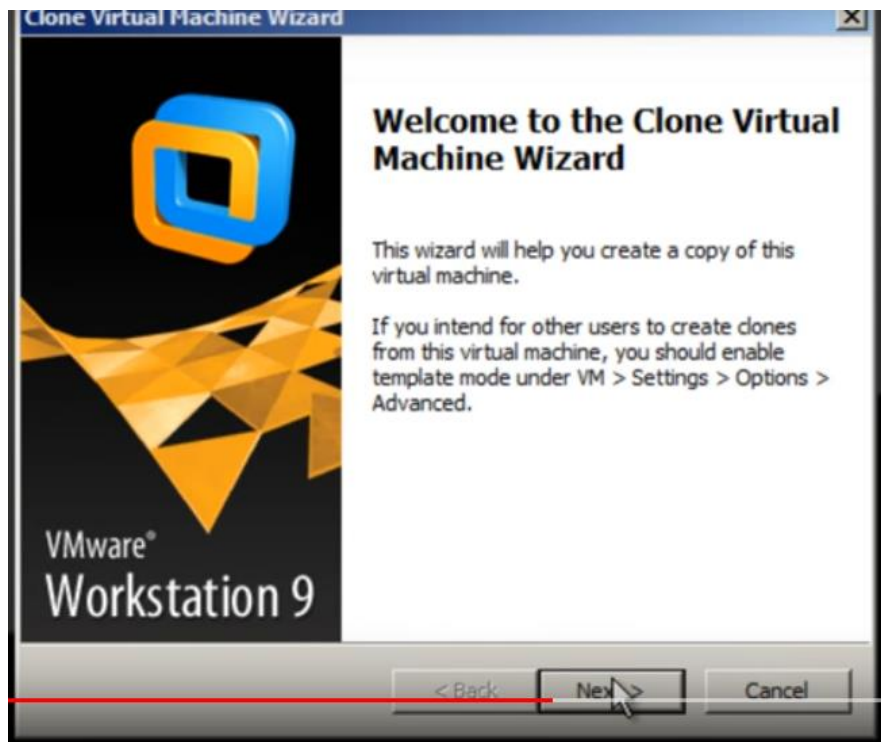 Clone Virtual Machine Wizard
Welcome to the Clone Virtual
Machine Wizard
This wizard will help you create a copy of this
virtual machine.
If you intend for other users to create clones
from this virtual machine, you should enable
template mode under VM > Settings > Options >
Advanced.
VMware®
Workstation 9
< Back Next > Cancel